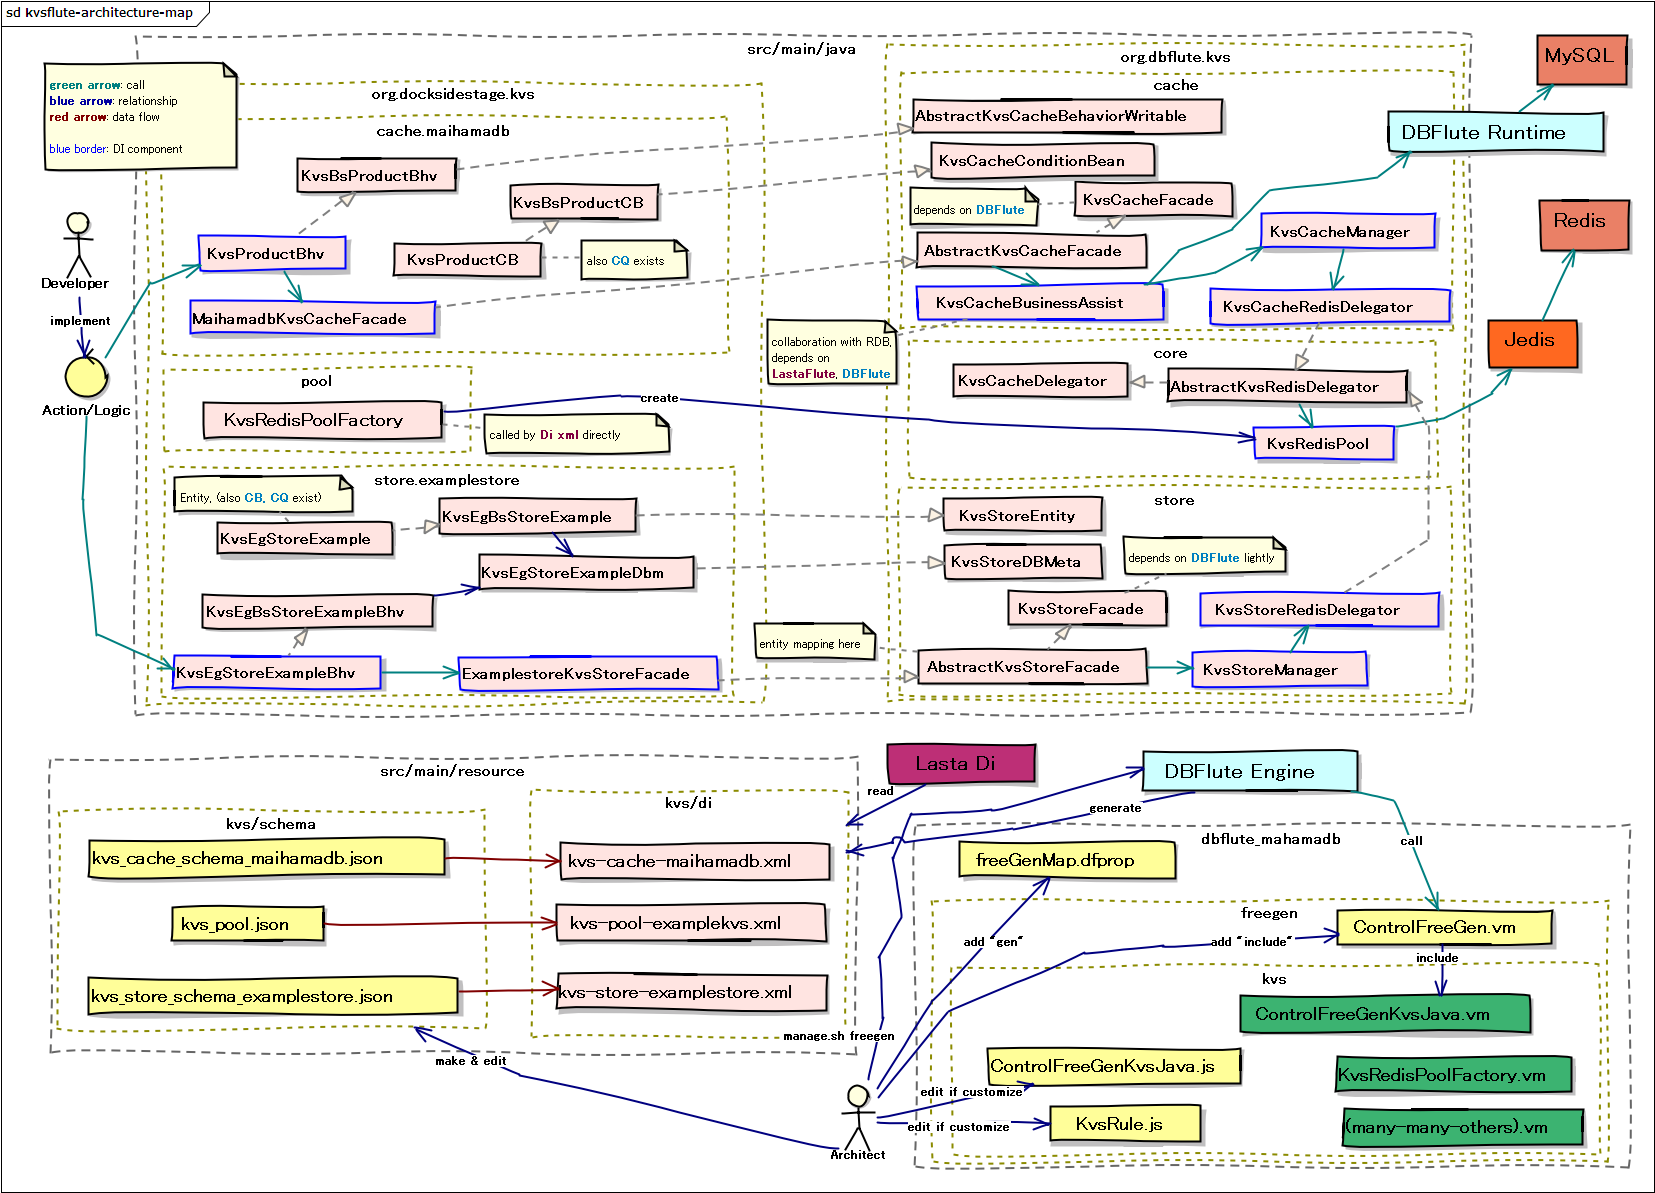 sd kvsflute-architecture-map
src/main/java
green arrow: call
blue arrow: relationship
red arrow: data flow
blue border: DI component
org.docksidestage.kvs
cache.maihamadb
KvsBsProductBhv
KvsBsProductCB
KvsProductBhv
KvsProductCB
also CQ exists
MaihamadbKvsCacheFacade
Developer
implement
Action/Logic
pool
KvsRedisPoolFactory
called by Di xml directly
create
store.examplestore
Entity, (also CB, CQ exist)
KvsEgStoreExample
KvsEgBsStoreExample
KvsEgStoreExampleDbm
KvsEgBsStoreExampleBhv
KvsEgStoreExampleBhv
ExamplestoreKvsStoreFacade
org.dbflute.kvs
cache
AbstractKvsCacheBehaviorWritable
KvsCacheConditionBean
depends on DBFlute
KvsCacheFacade
AbstractKvsCacheFacade
KvsCacheManager
KvsCacheBusinessAssist
KvsCacheRedisDelegator
collaboration with RDB,
depends on
LastaFlute, DBFlute
core
KvsCacheDelegator
AbstractKvsRedisDelegator
KvsRedisPool
store
KvsStoreEntity
KvsStoreDBMeta
depends on DBFlute lightly
KvsStoreFacade
KvsStoreRedisDelegator
entity mapping here
AbstractKvsStoreFacade
KvsStoreManager
MySQL
DBFlute Runtime
Redis
Jedis
src/main/resource
kvs/schema
kvs_cache_schema_maihamadb.json
kvs_pool.json
kvs_store_schema_examplestore.json
kvs/di
kvs-cache-maihamadb.xml
kvs-pool-examplekvs.xml
kvs-store-examplestore.xml
Lasta Di
read
DBFlute Engine
generate
call
dbflute_mahamadb
freeGenMap.dfprop
freegen
ControlFreeGen.vm
add "gen"
add "include"
include
kvs
ControlFreeGenKvsJava.vm
manage.sh freegen
make & edit
ControlFreeGenKvsJava.js
edit if customize
KvsRedisPoolFactory.vm
KvsRule.js
edit if customize
(many-many-others).vm
Architect